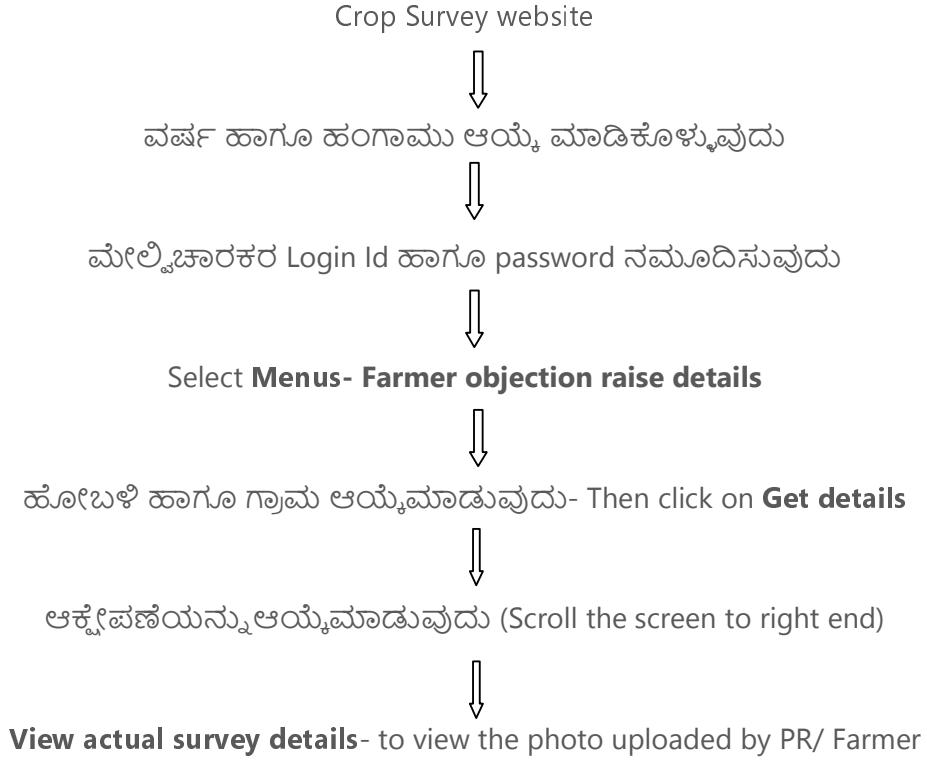 Crop Survey website
ವರ್ಷ ಹಾಗೂ ಹಂಗಾಮು ಆಯ್ಕೆ ಮಾಡಿಕೊಳ್ಳುವುದು
ಮೇಲ್ವಿಚಾರಕರ Login Id ಹಾಗೂ password ನಮೂದಿಸುವುದು
Select Menus- Farmer objection raise details
ಹೋಬಳಿ ಹಾಗೂ ಗ್ರಾಮ ಆಯ್ಕೆಮಾಡುವುದು- Then click on Get details
ಆಕ್ಷೇಪಣೆಯನ್ನು ಆಯ್ಕೆಮಾಡುವುದು (Scroll the screen to right end)
View actual survey details- to view the photo uploaded by PR/ Farmer